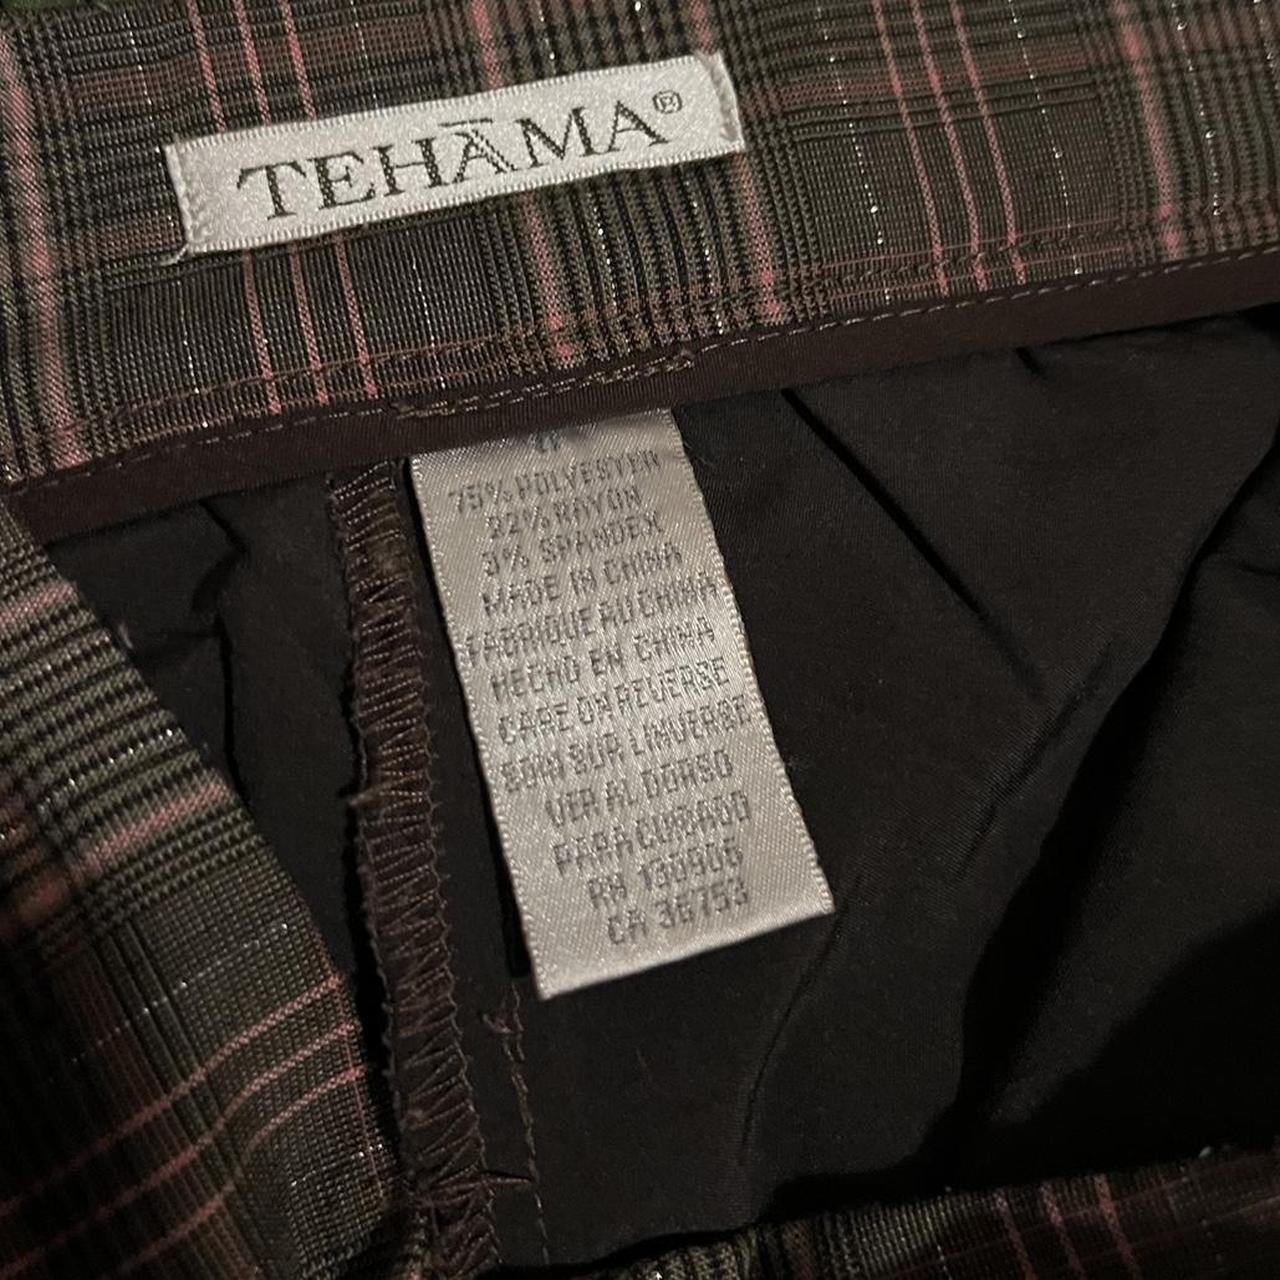 TEHĀMA®
75% POLYESTER
22% RAYON
3% SPANDEX
MADE IN CHINA
FABRIQUE AU CHINA
HECHO EN CHINA
CARE ON REVERSE
SOIN SUR L'INVERSE
VER AL DORSO
PARA CUIDADO
RN 130906
CA 36753